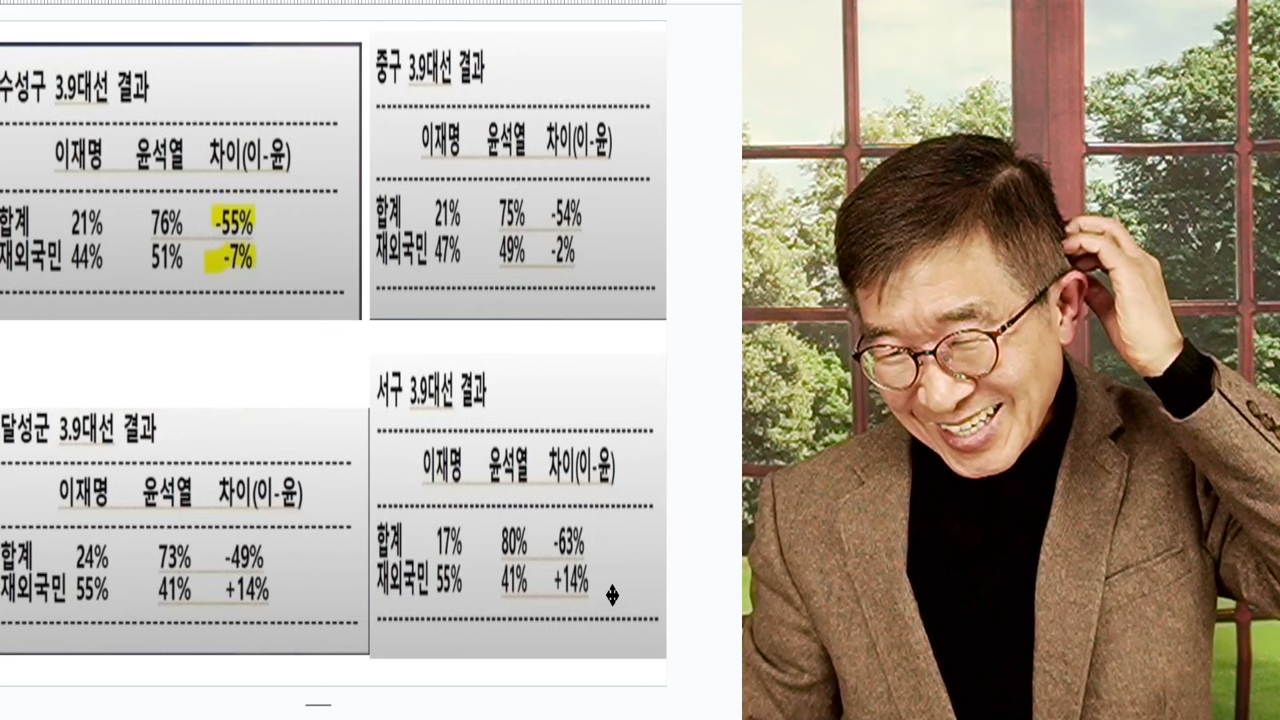 수성구 3.9대선 결과
이재명 윤석열 차이(이-윤)
합계 21% 76% -55%
재외국민 44% 51% -7%
중구 3.9대선 결과
이재명 윤석열 차이(이-윤)
합계 21% 75% -54%
재외국민 47% 49% -2%
달성군 3.9대선 결과
이재명 윤석열 차이(이-윤)
합계 24% 73% -49%
재외국민 55% 41% +14%
서구 3.9대선 결과
이재명 윤석열 차이(이-윤)
합계 17% 80% -63%
재외국민 55% 41% +14%